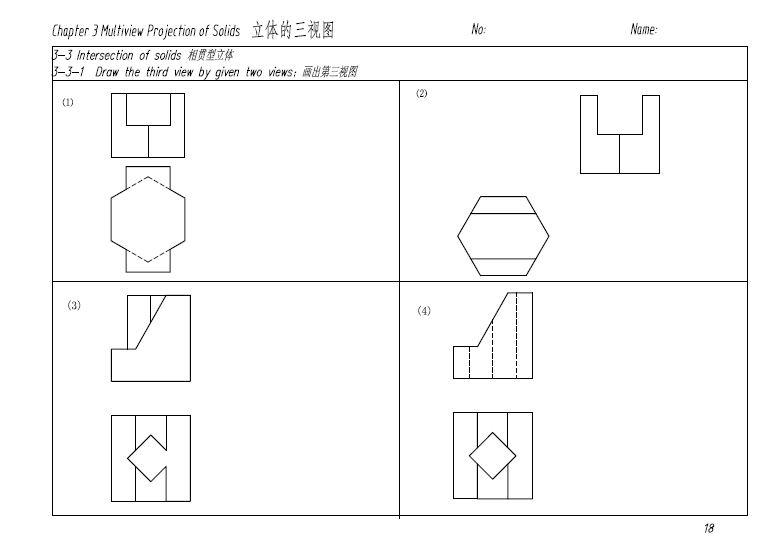 Chapter 3 Multiview Projection of Solids 立体的三视图 No: Name:
3-3 Intersection of solids 相贯型立体
3-3-1 Draw the third view by given two views: 画出第三视图
(1)
(2)
(3)
(4)
18